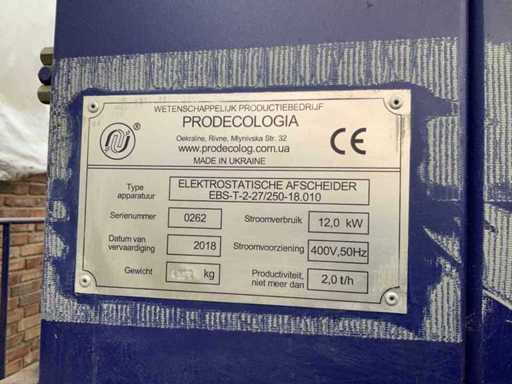 WETENSCHAPPELIJK PRODUCTIEBEDRIJF
PRODECOLOGIA
Oekraïne, Rivne, Mlynivska Str. 32
www.prodecolog.com.ua
MADE IN UKRAINE
®
CE
Type apparatuur
ELEKTROSTATISCHE AFSCHEIDER
EBS-T-2-27/250-18.010
Serienummer 0262 Stroomverbruik 12,0 kW
Datum van vervaardiging 2018 Stroomvoorziening 400V,50Hz
Gewicht kg Productiviteit, niet meer dan 2,0 t/h